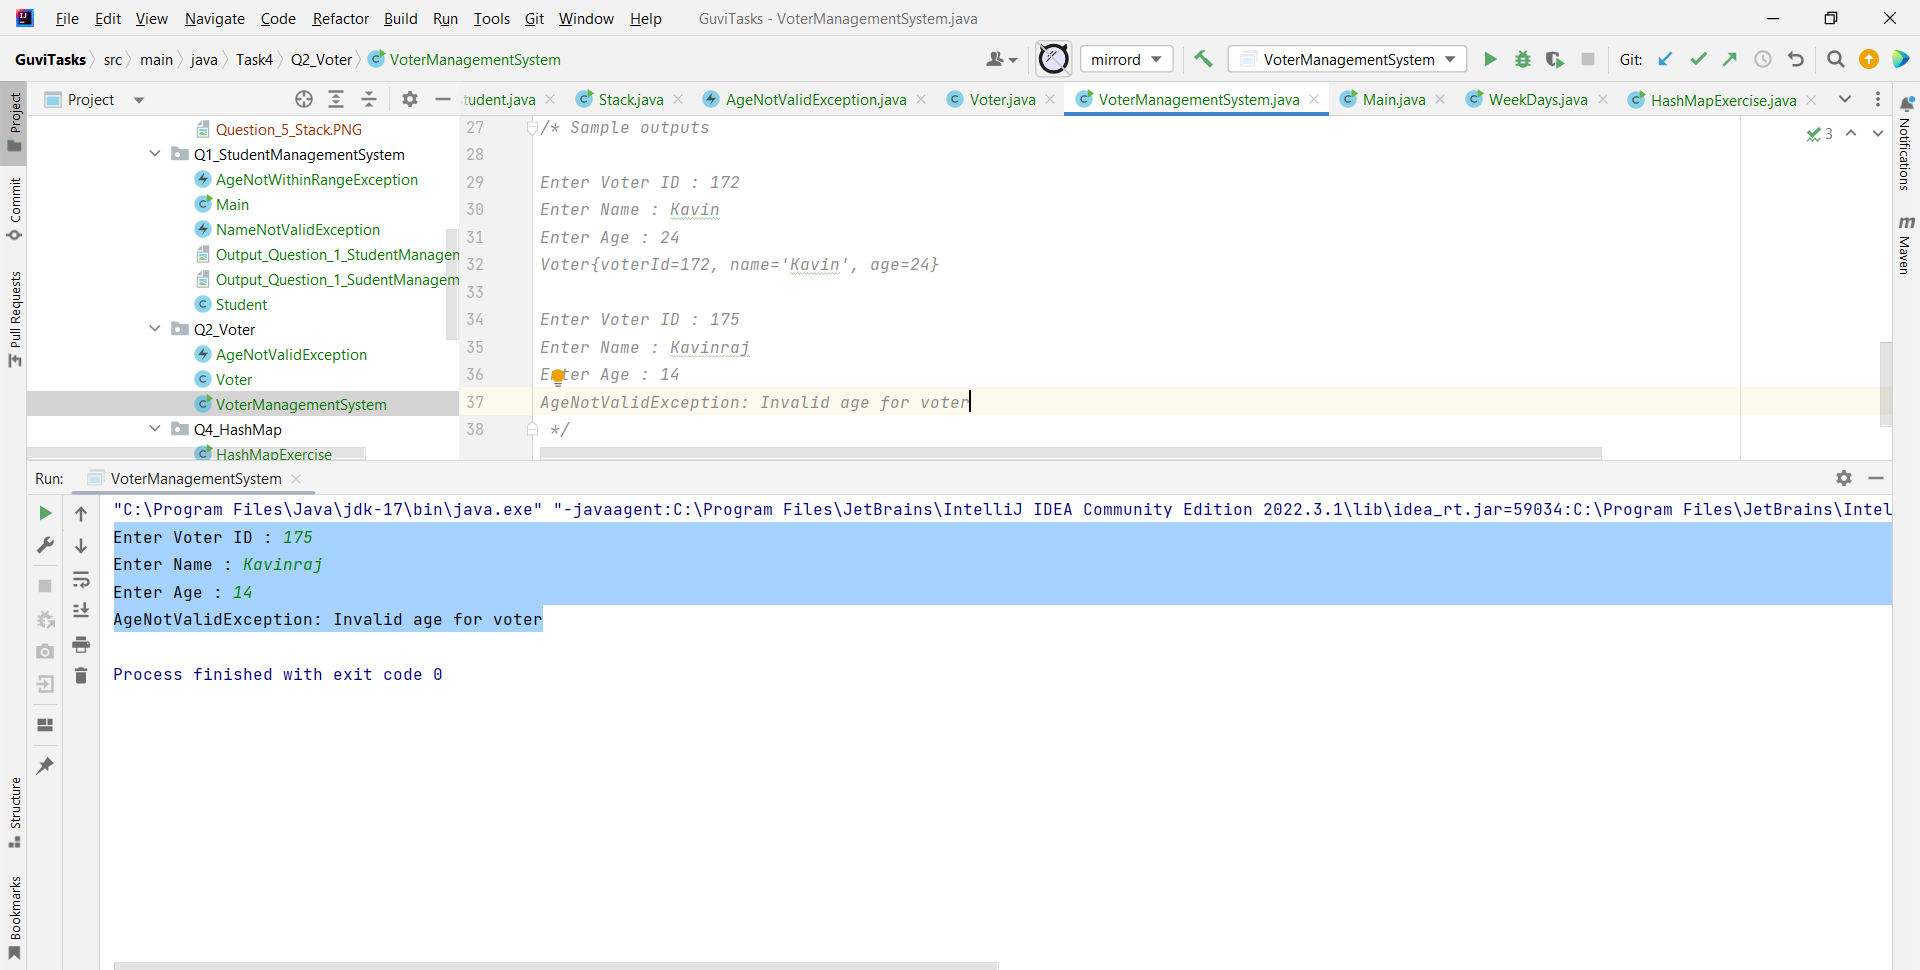 File Edit View Navigate Code Refactor Build Run Tools Git Window Help GuviTasks - VoterManagementSystem.java
GuviTasks src main java Task4 Q2_Voter VoterManagementSystem mirrord VoterManagementSystem Git:
Project tudent.java Stack.java AgeNotValidException.java Voter.java VoterManagementSystem.java Main.java WeekDays.java HashMapExercise.java
Project
Commit
Pull Requests
Structure
Bookmarks
Question_5_Stack.PNG
Q1_StudentManagementSystem
AgeNotWithinRangeException
Main
NameNotValidException
Output_Question_1_StudentManagen
Output_Question_1_SudentManagem
Student
Q2_Voter
AgeNotValidException
Voter
VoterManagementSystem
Q4_HashMap
HashMapExercise
27 /* Sample outputs
28
29 Enter Voter ID : 172
30 Enter Name : Kavin
31 Enter Age : 24
32 Voter{voterId=172, name='Kavin', age=24}
33
34 Enter Voter ID : 175
35 Enter Name : Kavinraj
36 Enter Age : 14
37 AgeNotValidException: Invalid age for voter
38 */
3
Notifications
Maven
Run: VoterManagementSystem
"C:\Program Files\Java\jdk-17\bin\java.exe" "-javaagent:C:\Program Files\JetBrains\IntelliJ IDEA Community Edition 2022.3.1\lib\idea_rt.jar=59034:C:\Program Files\JetBrains\Intel
Enter Voter ID : 175
Enter Name : Kavinraj
Enter Age : 14
AgeNotValidException: Invalid age for voter
Process finished with exit code 0